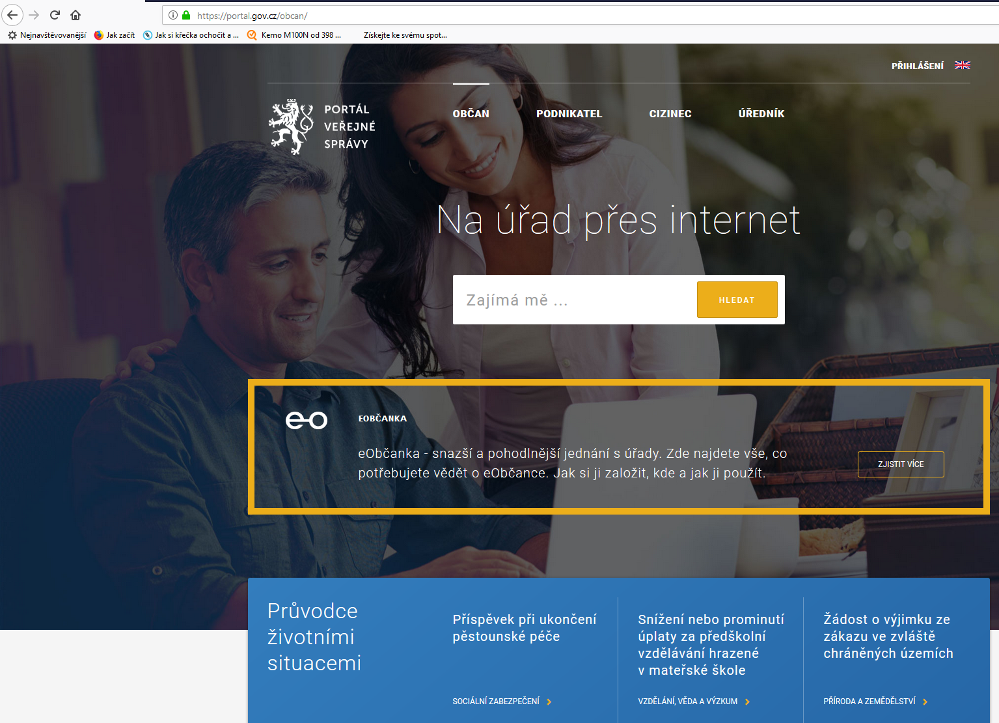 https://portal.gov.cz/obcan/
Nejnavštěvovanější
Jak začít
Jak si křečka ochočit a ...
Kemo M100N od 398 ...
Získejte ke svému spot...
PŘIHLÁŠENÍ
PORTÁL
VEŘEJNÉ
SPRÁVY
OBČAN
PODNIKATEL
CIZINEC
ÚŘEDNÍK
Na úřad přes internet
Zajímá mě ...
HLEDAT
e-o
EOBČANKA
eObčanka - snazší a pohodlnější jednání s úřady. Zde najdete vše, co
potřebujete vědět o eObčance. Jak si ji založit, kde a jak ji použít.
ZJISTIT VÍCE
Průvodce
životními
situacemi
Příspěvek při ukončení
pěstounské péče
SOCIÁLNÍ ZABEZPEČENÍ
Snížení nebo prominutí
úplaty za předškolní
vzdělávání hrazené
v mateřské škole
VZDĚLÁNÍ, VĚDA A VÝZKUM
Žádost o výjimku ze
zákazu ve zvláště
chráněných územích
PŘÍRODA A ZEMĚDĚLSTVÍ